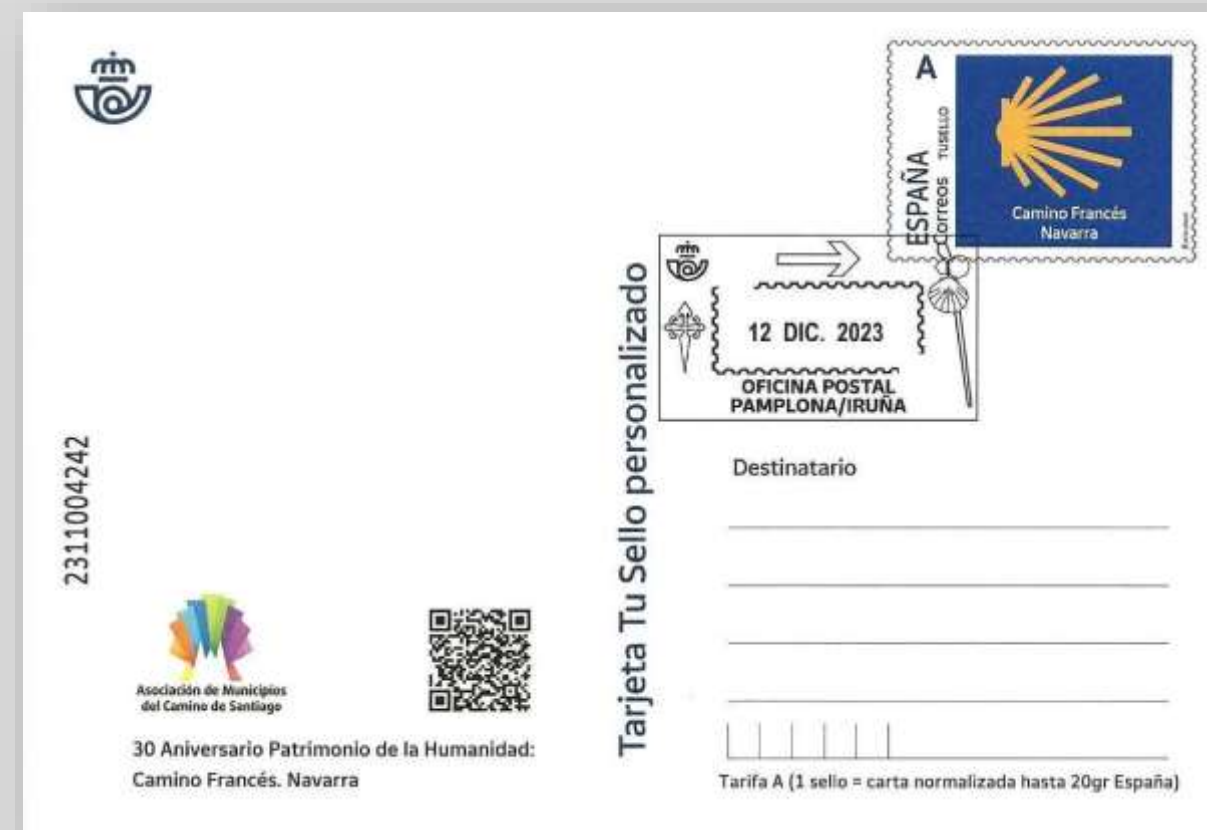 A
ESPAÑA
Correos TUSELLO
Camino Francés
Navarra
12 DIC. 2023
OFICINA POSTAL
PAMPLONA/IRUÑA
Tarjeta Tu Sello personalizado
Destinatario
2311004242
Asociación de Municipios
del Camino de Santiago
30 Aniversario Patrimonio de la Humanidad:
Camino Francés. Navarra
Tarifa A (1 sello = carta normalizada hasta 20gr España)